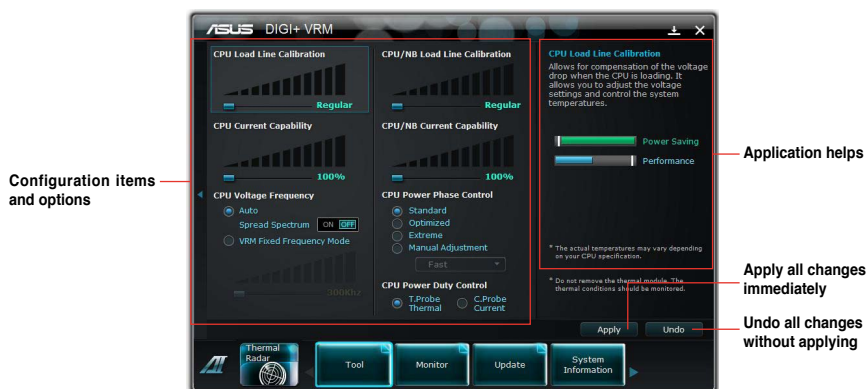 ASUS DIGI+ VRM
CPU Load Line Calibration
Regular
CPU/NB Load Line Calibration
Regular
CPU Current Capability
100%
CPU/NB Current Capability
100%
CPU Voltage Frequency
Auto
Spread Spectrum ON OFF
VRM Fixed Frequency Mode
300Khz
CPU Power Phase Control
Standard
Optimized
Extreme
Manual Adjustment
Fast
CPU Power Duty Control
T.Probe
Thermal
C.Probe
Current
CPU Load Line Calibration
Allows for compensation of the voltage
drop when the CPU is loading. It
allows you to adjust the voltage
settings and control the system
temperatures.
Power Saving
Performance
* The actual temperatures may vary depending
on your CPU specification.
* Do not remove the thermal module. The
thermal conditions should be monitored.
Apply
Undo
Thermal
Radar
Tool
Monitor
Update
System
Information
Configuration items
and options
Application helps
Apply all changes
immediately
Undo all changes
without applying